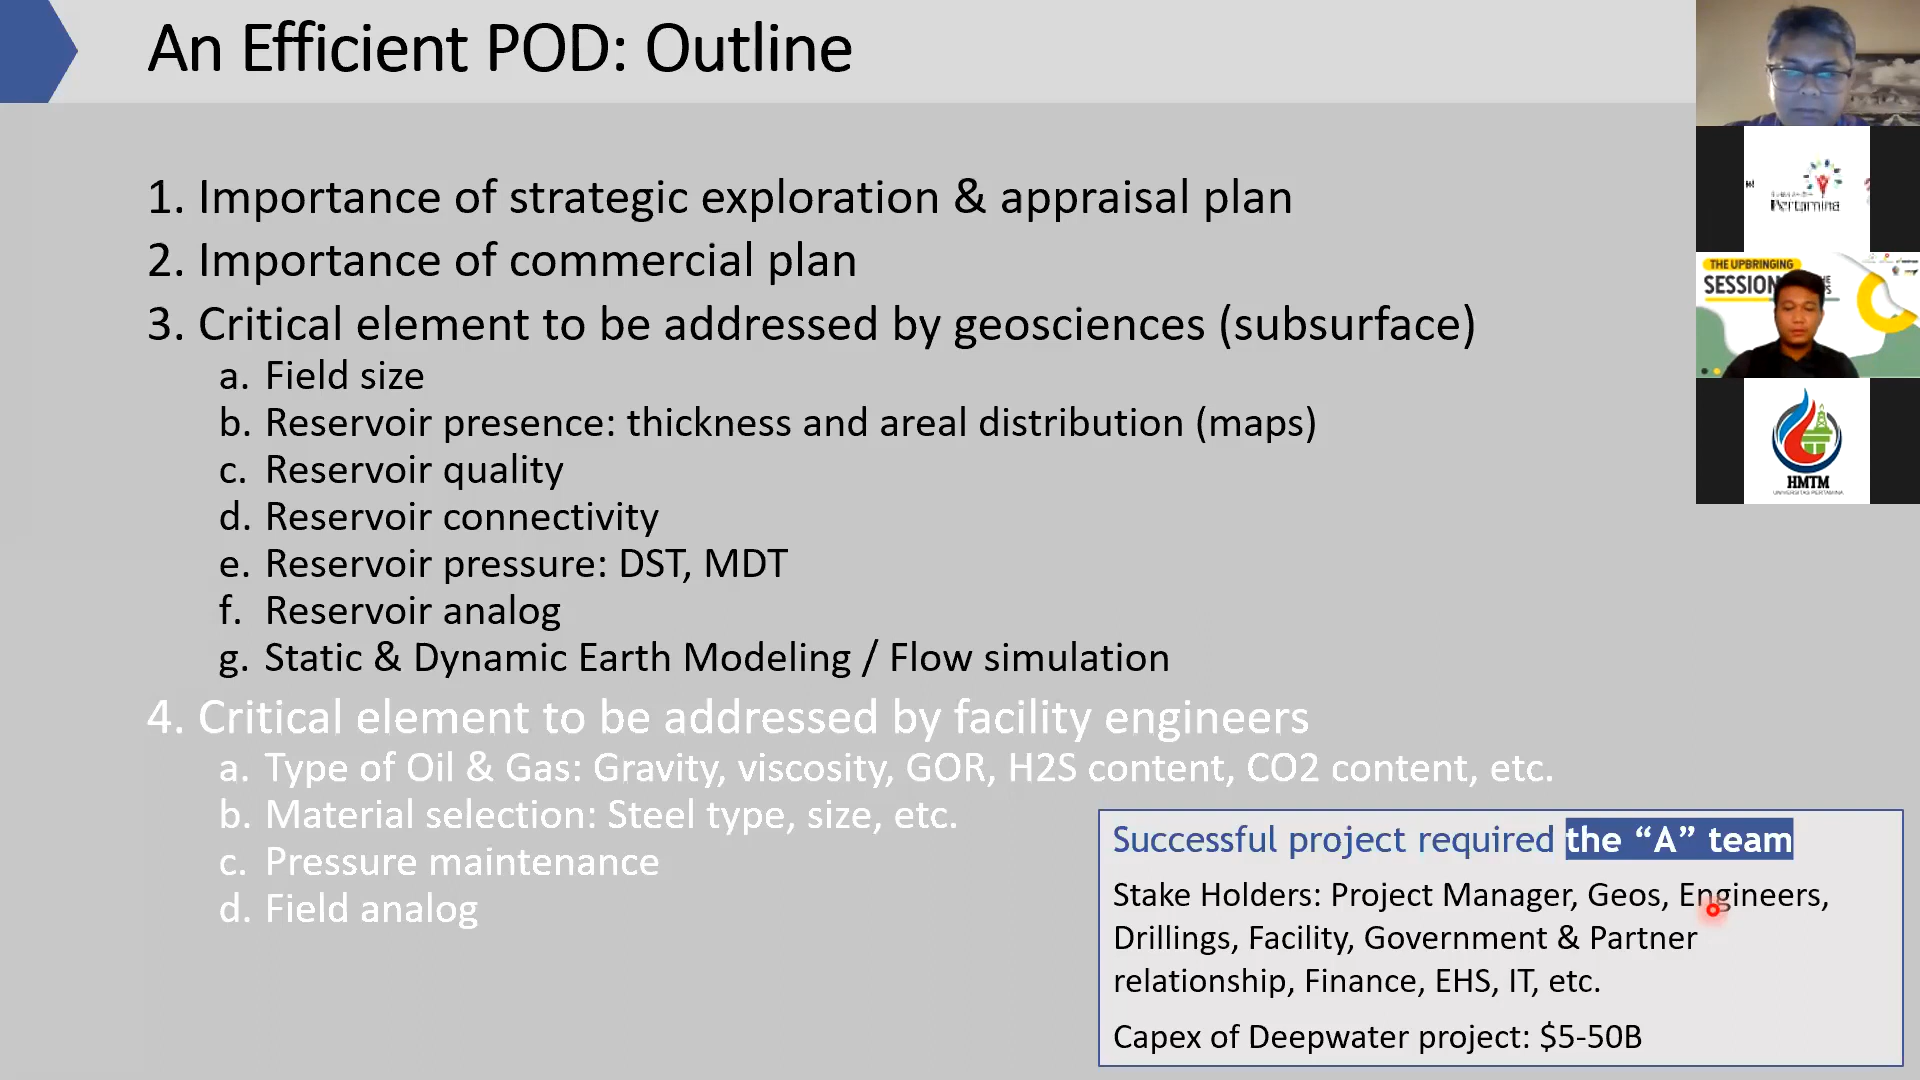 An Efficient POD: Outline
1. Importance of strategic exploration & appraisal plan
2. Importance of commercial plan
3. Critical element to be addressed by geosciences (subsurface)
a. Field size
b. Reservoir presence: thickness and areal distribution (maps)
c. Reservoir quality
d. Reservoir connectivity
e. Reservoir pressure: DST, MDT
f. Reservoir analog
g. Static & Dynamic Earth Modeling / Flow simulation
4. Critical element to be addressed by facility engineers
a. Type of Oil & Gas: Gravity, viscosity, GOR, H2S content, CO2 content, etc.
b. Material selection: Steel type, size, etc.
c. Pressure maintenance
d. Field analog
Successful project required the “A” team
Stake Holders: Project Manager, Geos, Engineers,
Drillings, Facility, Government & Partner
relationship, Finance, EHS, IT, etc.
Capex of Deepwater project: $5-50B
Pertamina
THE UPBRINGING
SESSION
HMTM
UNIVERSITAS PERTAMINA